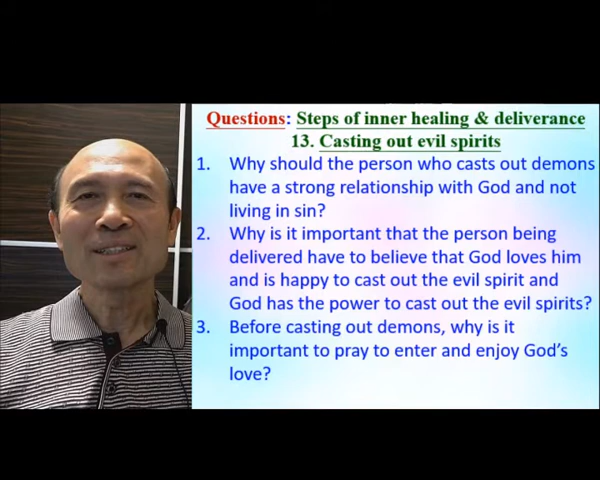 Questions: Steps of inner healing & deliverance
13. Casting out evil spirits
1. Why should the person who casts out demons
have a strong relationship with God and not
living in sin?
2. Why is it important that the person being
delivered have to believe that God loves him
and is happy to cast out the evil spirit and
God has the power to cast out the evil spirits?
3. Before casting out demons, why is it
important to pray to enter and enjoy God's
love?